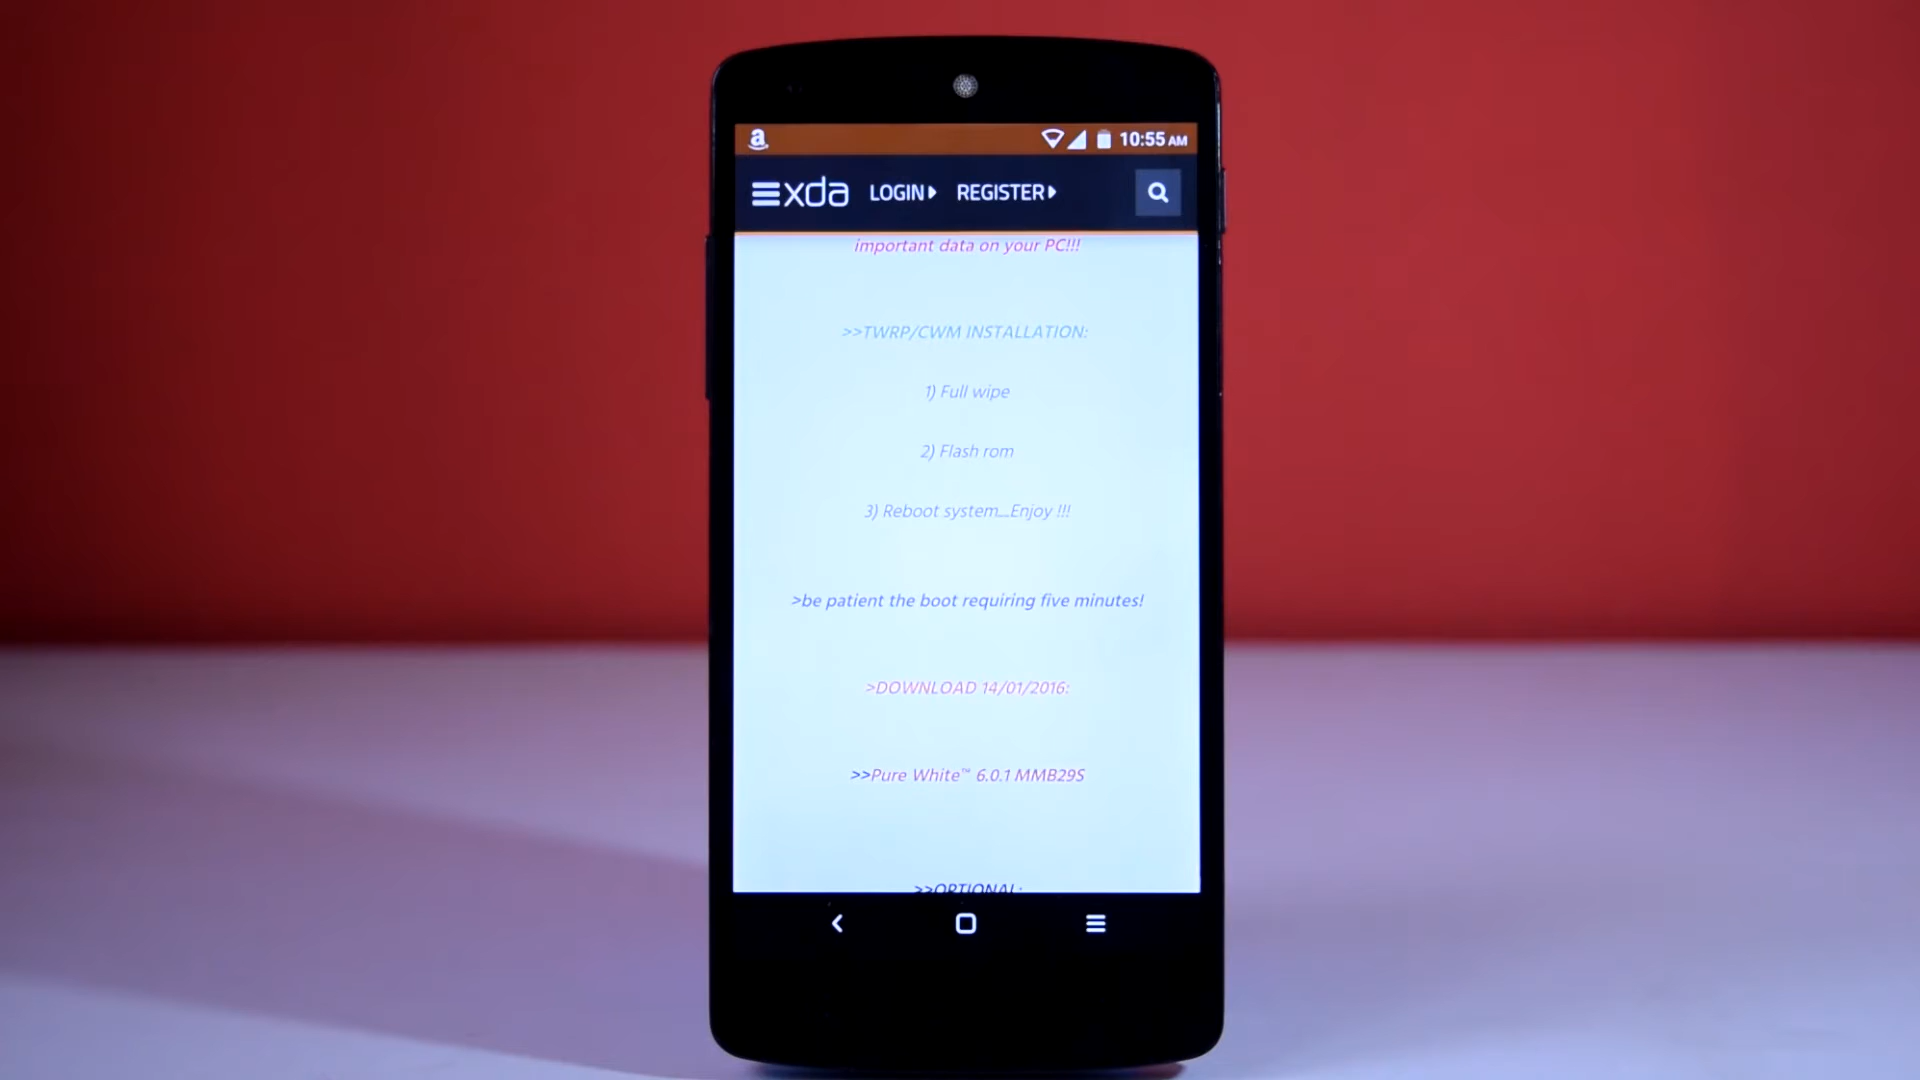 a 10:55 AM
xda LOGIN REGISTER
important data on your PC!!!
>>TWRP/CWM INSTALLATION:
1) Full wipe
2) Flash rom
3) Reboot system....Enjoy !!!
>be patient the boot requiring five minutes!
>DOWNLOAD 14/01/2016:
>>Pure White™ 6.0.1 MMB29S
>>OPTIONAL: